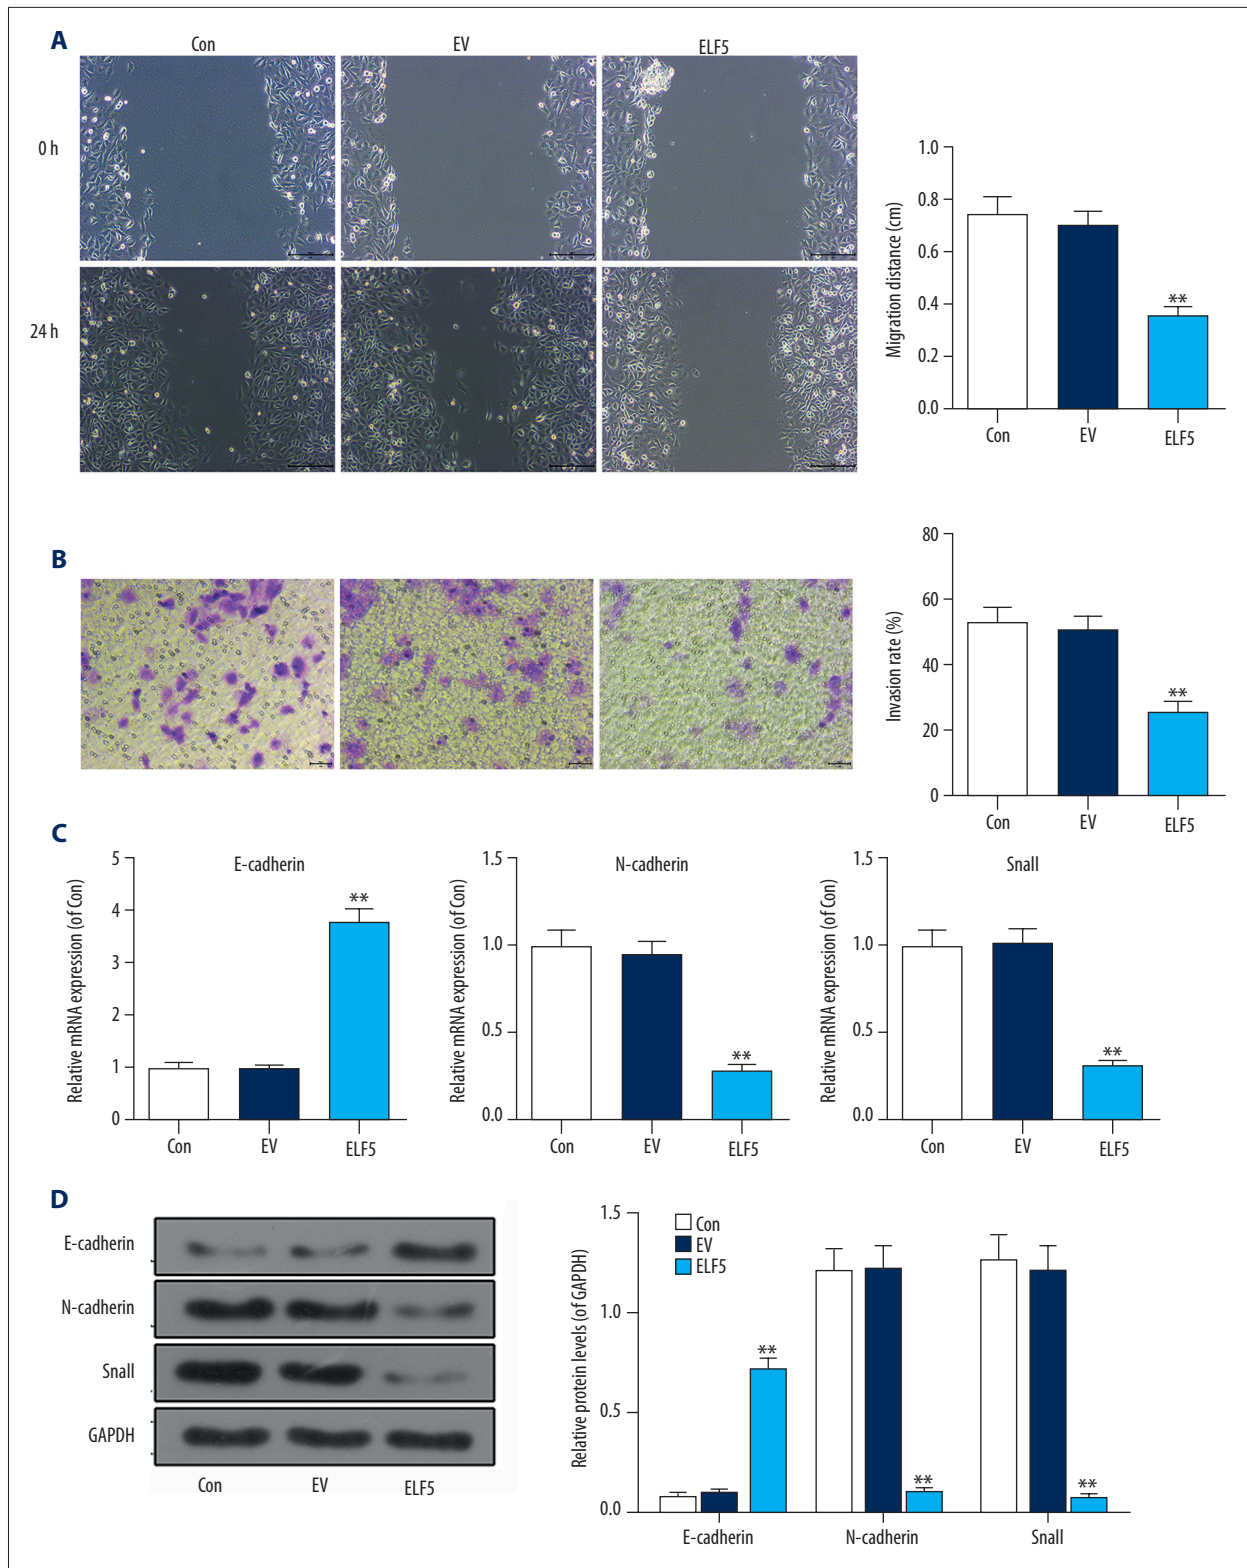 A
Con
EV
ELF5
0 h
24 h
Migration distance (cm)
1.0
0.8
0.6
0.4
0.2
0.0
**
Con
EV
ELF5
B
Invasion rate (%)
80
60
40
20
0
**
Con
EV
ELF5
C
E-cadherin
Relative mRNA expression (of Con)
5
4
3
2
1
0
**
Con
EV
ELF5
N-cadherin
Relative mRNA expression (of Con)
1.5
1.0
0.5
0.0
**
Con
EV
ELF5
Snall
Relative mRNA expression (of Con)
1.5
1.0
0.5
0.0
**
Con
EV
ELF5
D
E-cadherin
N-cadherin
Snall
GAPDH
Con
EV
ELF5
Relative protein levels (of GAPDH)
1.5
1.0
0.5
0.0
Con
EV
ELF5
**
**
**
E-cadherin
N-cadherin
Snall